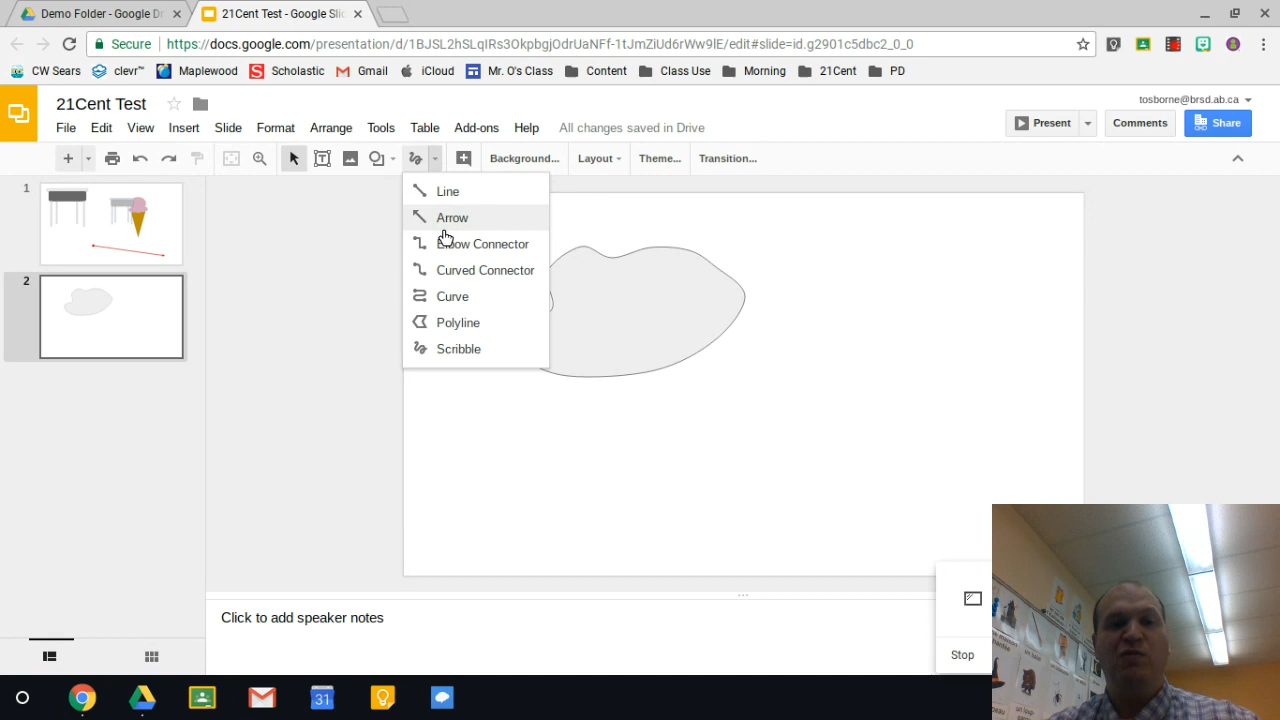 Demo Folder - Google Dr
21Cent Test - Google Slid
Secure
https://docs.google.com/presentation/d/1BJSL2hSLqIRs3OkpbgjOdrUaNFf-1tJmZiUd6rWw9lE/edit#slide=id.g2901c5dbc2_0_0
CW Sears
clevr™
Maplewood
Scholastic
Gmail
iCloud
Mr. O's Class
Content
Class Use
Morning
21Cent
PD
21Cent Test
tosborne@brsd.ab.ca
File Edit View Insert Slide Format Arrange Tools Table Add-ons Help All changes saved in Drive
Present
Comments
Share
Background...
Layout
Theme...
Transition...
1
2
Line
Arrow
Elbow Connector
Curved Connector
Curve
Polyline
Scribble
Click to add speaker notes
Stop
31